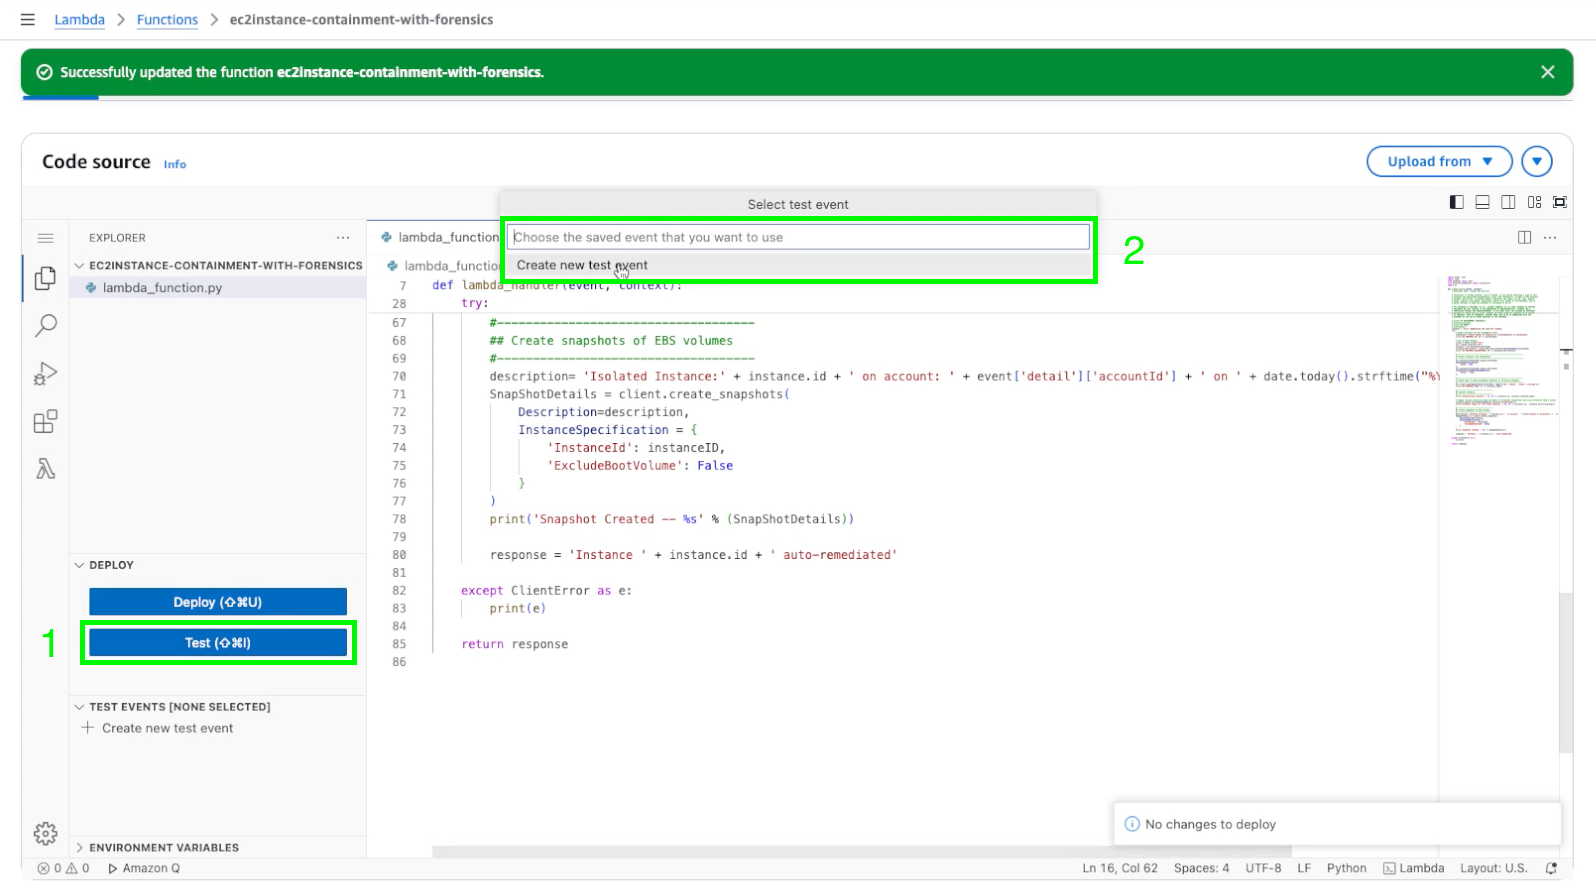 Lambda > Functions > ec2instance-containment-with-forensics
Successfully updated the function ec2instance-containment-with-forensics.
Code source Info
Upload from
Select test event
EXPLORER
lambda_function
Choose the saved event that you want to use
2
EC2INSTANCE-CONTAINMENT-WITH-FORENSICS
lambda_function
Create new test event
lambda_function.py
7 def lambda_handler(event, context):
28 try:
67 #------------------------------------
68 ## Create snapshots of EBS volumes
69 #------------------------------------
70 description= 'Isolated Instance:' + instance.id + ' on account: ' + event['detail']['accountId'] + ' on ' + date.today().strftime("%Y
71 SnapShotDetails = client.create_snapshots(
72 Description=description,
73 InstanceSpecification = {
74 'InstanceId': instanceID,
75 'ExcludeBootVolume': False
76 }
77 )
78 print('Snapshot Created -- %s' % (SnapShotDetails))
79
80 response = 'Instance ' + instance.id + ' auto-remediated'
81
82 except ClientError as e:
83 print(e)
84
85 return response
86
DEPLOY
Deploy (⇧⌘U)
1
Test (⇧⌘I)
TEST EVENTS [NONE SELECTED]
+ Create new test event
No changes to deploy
ENVIRONMENT VARIABLES
0 0 Amazon Q
Ln 16, Col 62 Spaces: 4 UTF-8 LF Python Lambda Layout: U.S.